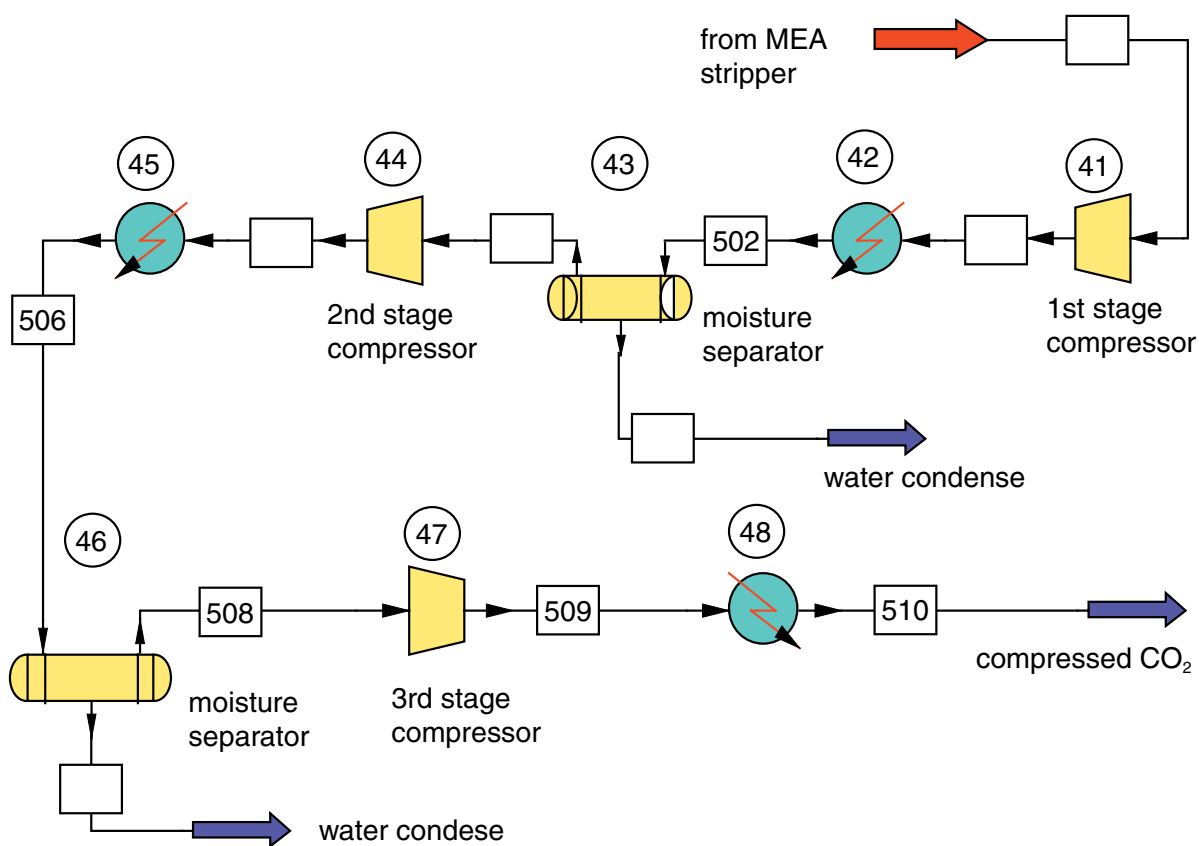 from MEA
stripper
45
44
43
42
41
502
506
2nd stage
compressor
moisture
separator
1st stage
compressor
water condense
46
47
48
508
509
510
compressed CO₂
moisture
separator
3rd stage
compressor
water condese